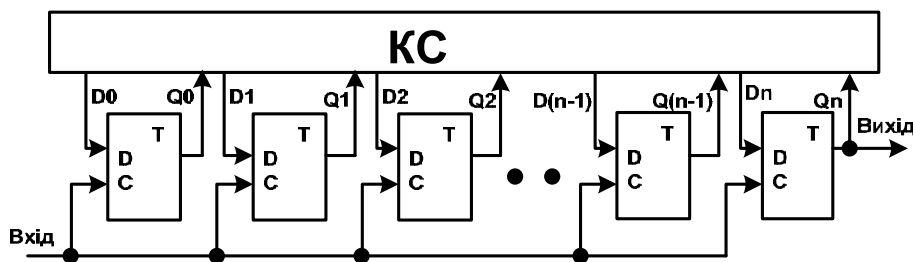 КС
D0 Q0 D1 Q1 D2 Q2 D(n-1) Q(n-1) Dn Qn
Вихід
T T T T T
D D D D D
C C C C C
Вхід